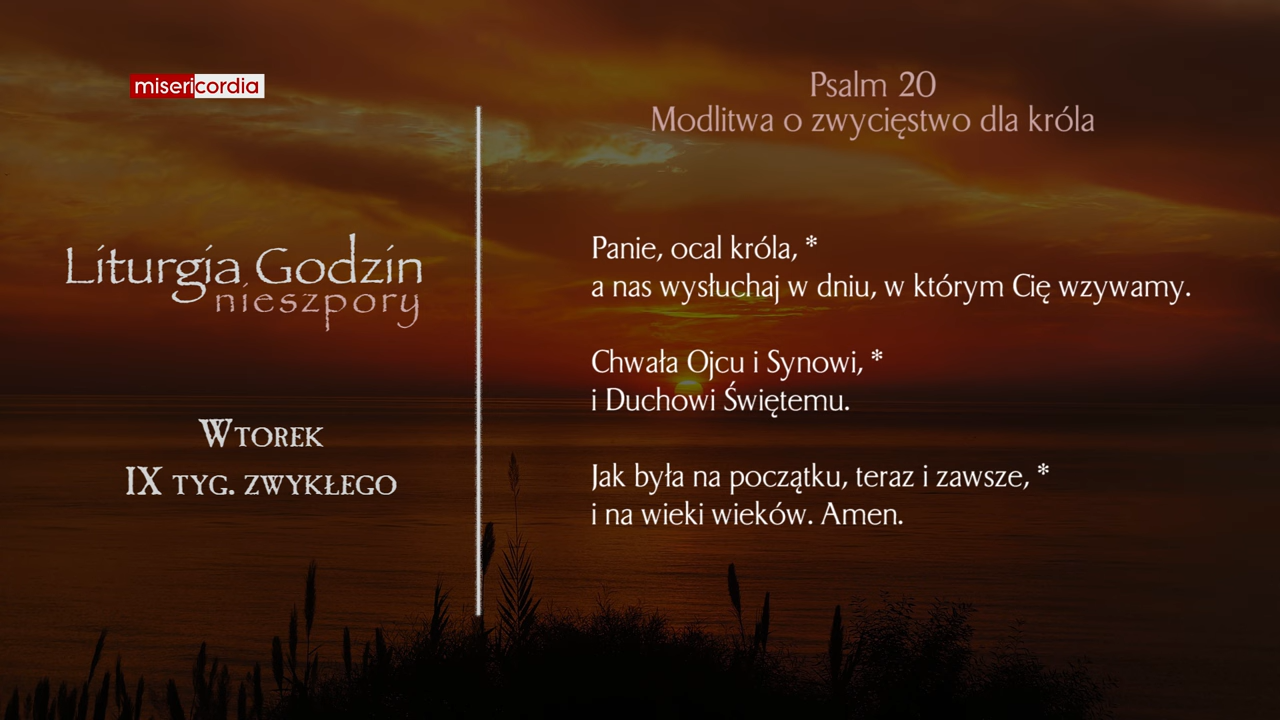 misericordia
Liturgia Godzin
nieszpory
Wtorek
IX tyg. zwykłego
Psalm 20
Modlitwa o zwycięstwo dla króla
Panie, ocal króla, *
a nas wysłuchaj w dniu, w którym Cię wzywamy.
Chwała Ojcu i Synowi, *
i Duchowi Świętemu.
Jak była na początku, teraz i zawsze, *
i na wieki wieków. Amen.